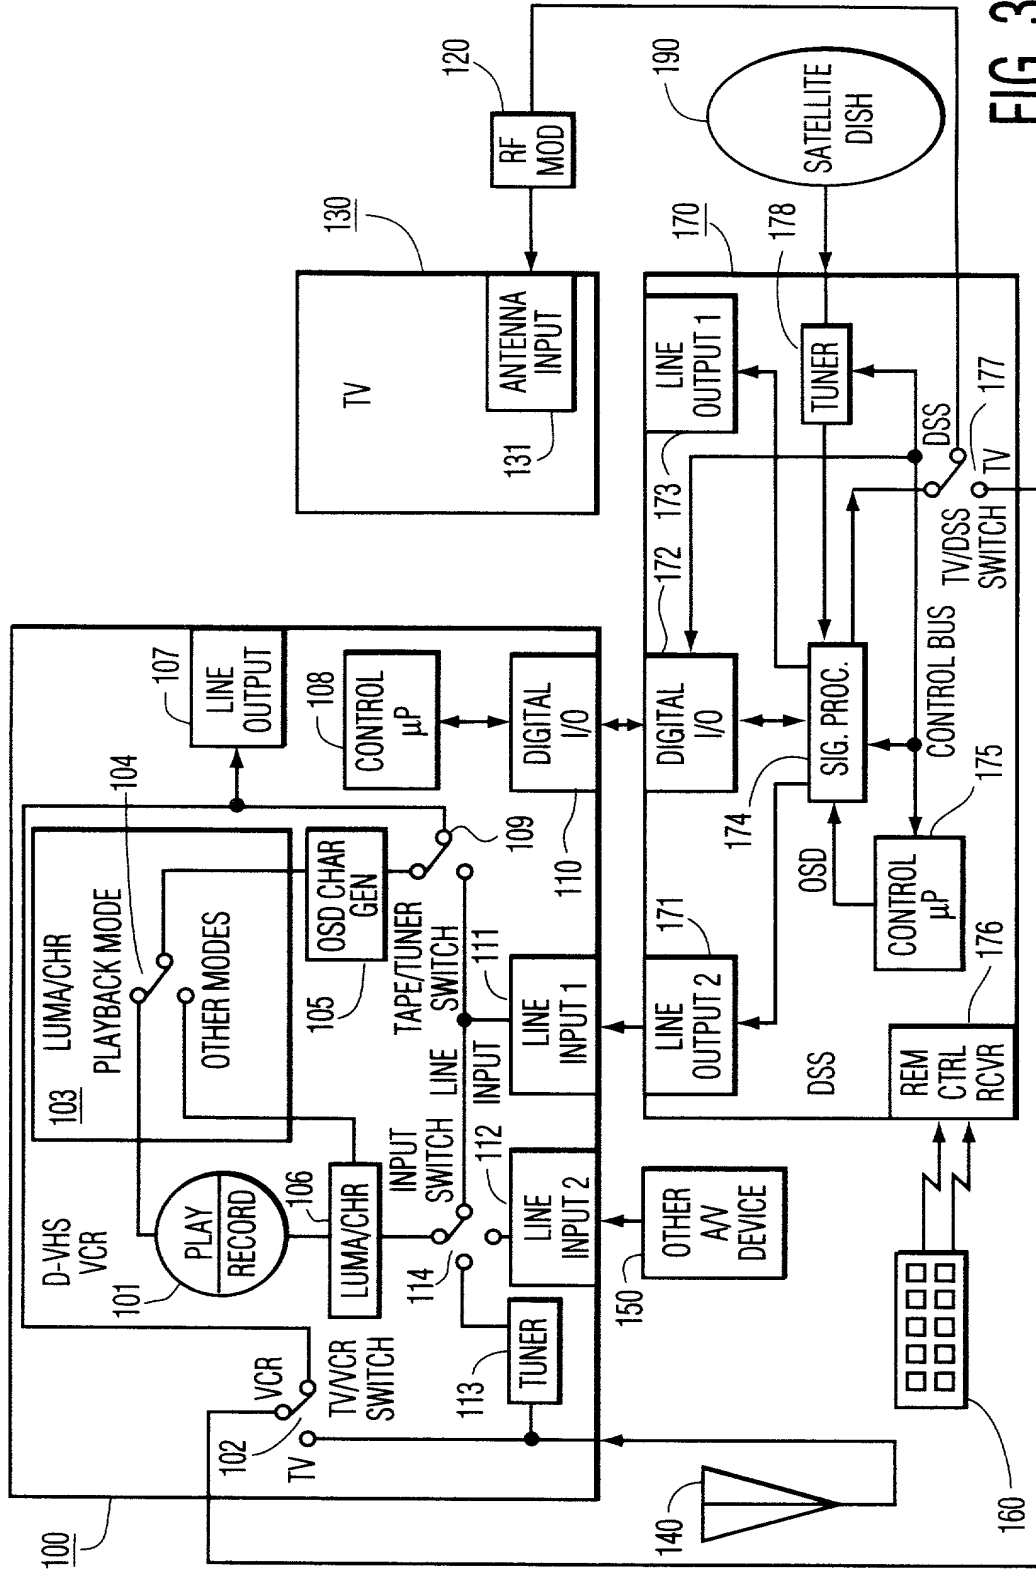 100
D-VHS
VCR
101
PLAY
RECORD
103
LUMA/CHR
PLAYBACK MODE
104
OTHER MODES
107
LINE
OUTPUT
102
TV
VCR
TV/VCR
SWITCH
106
LUMA/CHR
105
OSD CHAR
GEN
108
CONTROL
µP
109
TAPE/TUNER
SWITCH
INPUT
SWITCH
LINE
INPUT
114
113
TUNER
112
LINE
INPUT 2
111
LINE
INPUT 1
110
DIGITAL
I/O
130
TV
131
ANTENNA
INPUT
120
RF
MOD
140
150
OTHER
A/V
DEVICE
160
170
DSS
171
LINE
OUTPUT 2
172
DIGITAL
I/O
173
LINE
OUTPUT 1
174
SIG. PROC.
178
TUNER
190
SATELLITE
DISH
OSD
175
CONTROL
µP
CONTROL BUS
176
REM
CTRL
RCVR
DSS
TV
TV/DSS
SWITCH
177
FIG. 3